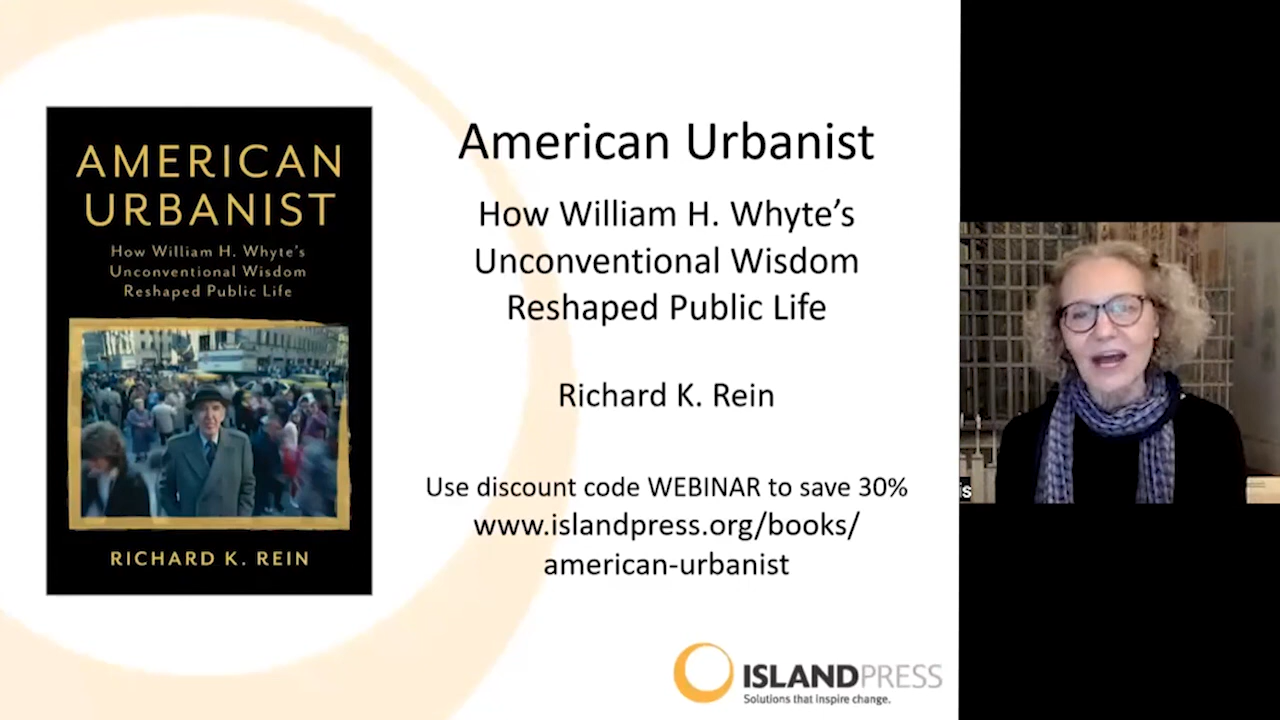 AMERICAN
URBANIST
How William H. Whyte's
Unconventional Wisdom
Reshaped Public Life
RICHARD K. REIN
American Urbanist
How William H. Whyte’s
Unconventional Wisdom
Reshaped Public Life
Richard K. Rein
Use discount code WEBINAR to save 30%
www.islandpress.org/books/
american-urbanist
ISLANDPRESS
Solutions that inspire change.